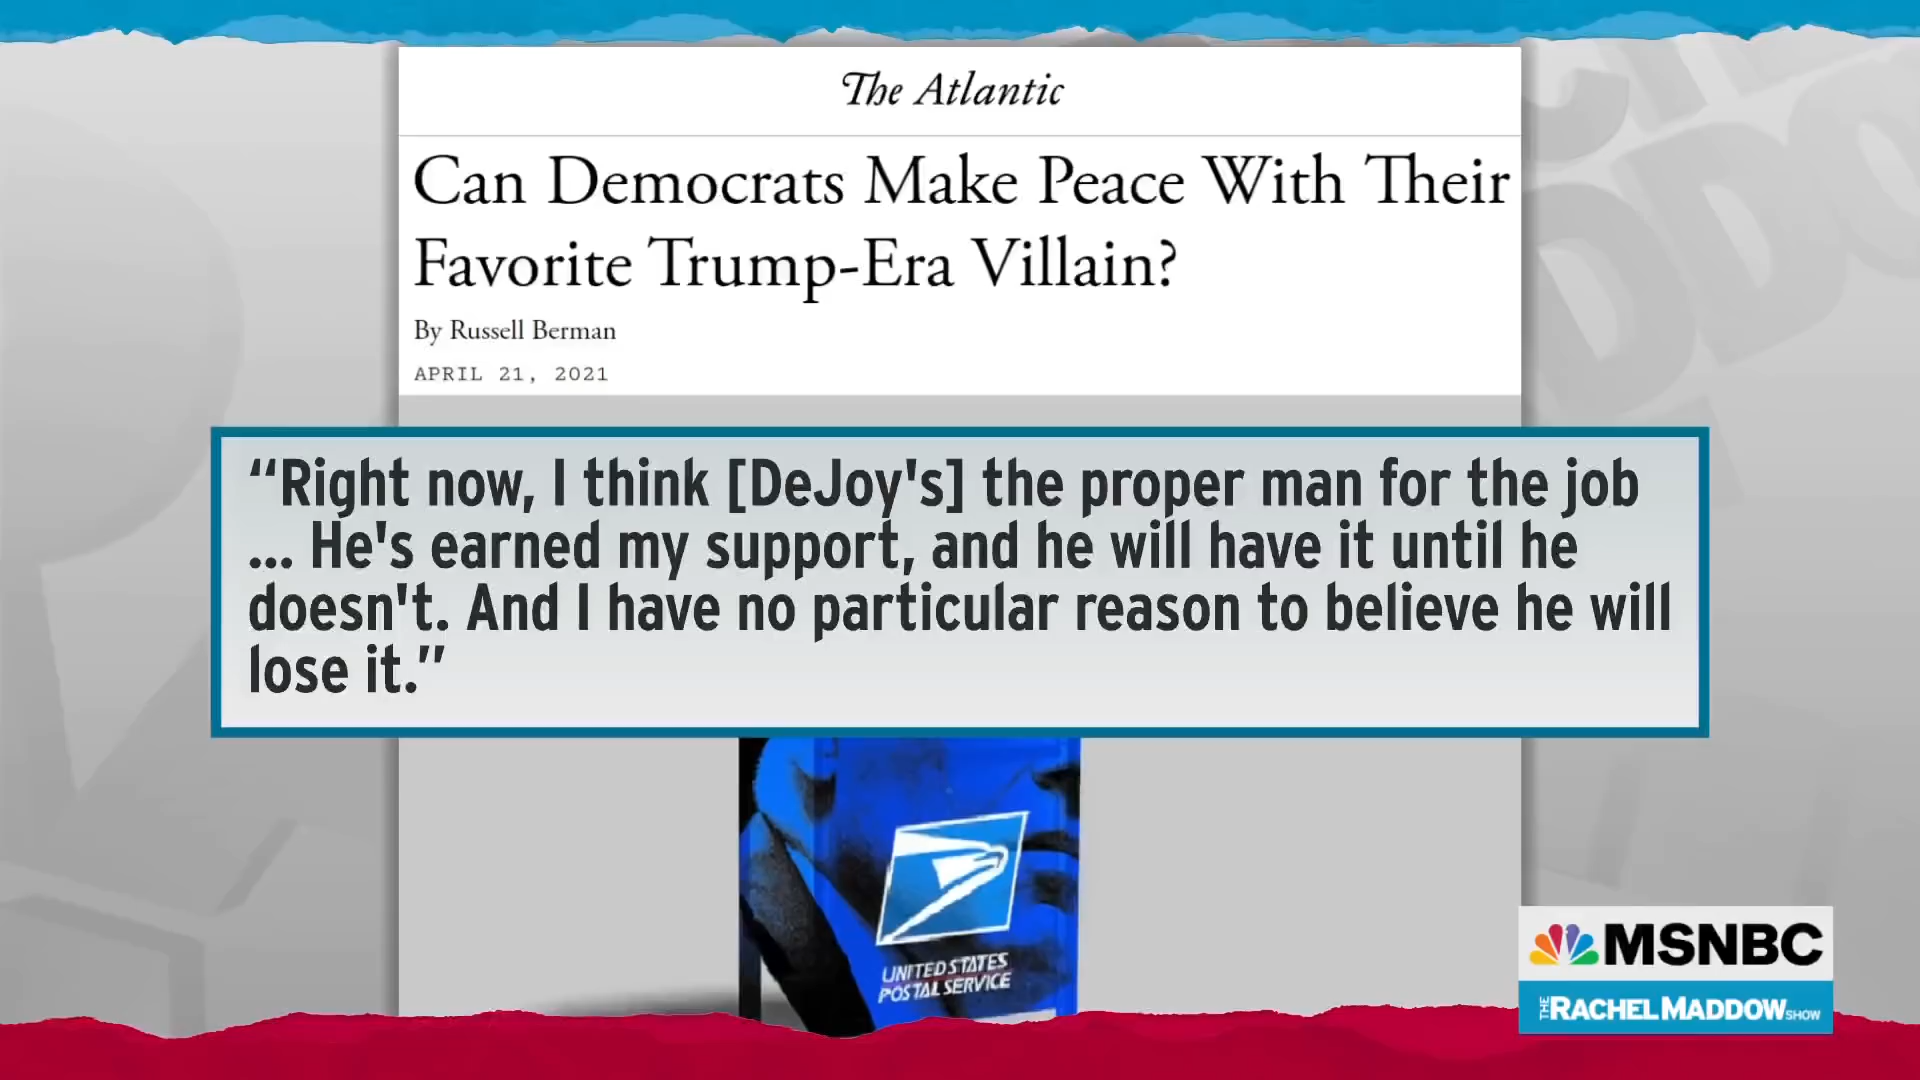 The Atlantic
Can Democrats Make Peace With Their
Favorite Trump-Era Villain?
By Russell Berman
APRIL 21, 2021
“Right now, I think [DeJoy's] the proper man for the job
... He's earned my support, and he will have it until he
doesn't. And I have no particular reason to believe he will
lose it.”
UNITED STATES
POSTAL SERVICE
MSNBC
THE RACHEL MADDOW SHOW